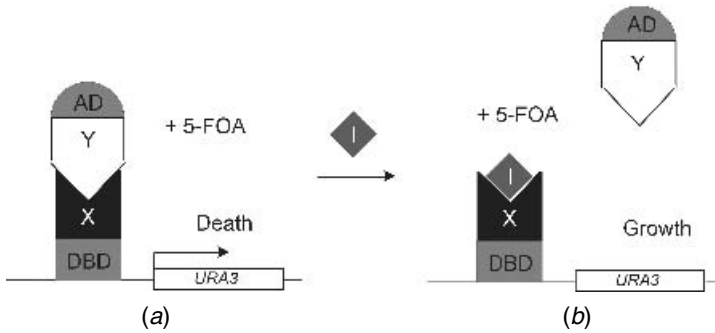 AD
Y
+ 5-FOA
X
Death
DBD
URA3
(a)
I
AD
Y
+ 5-FOA
I
X
Growth
DBD
URA3
(b)